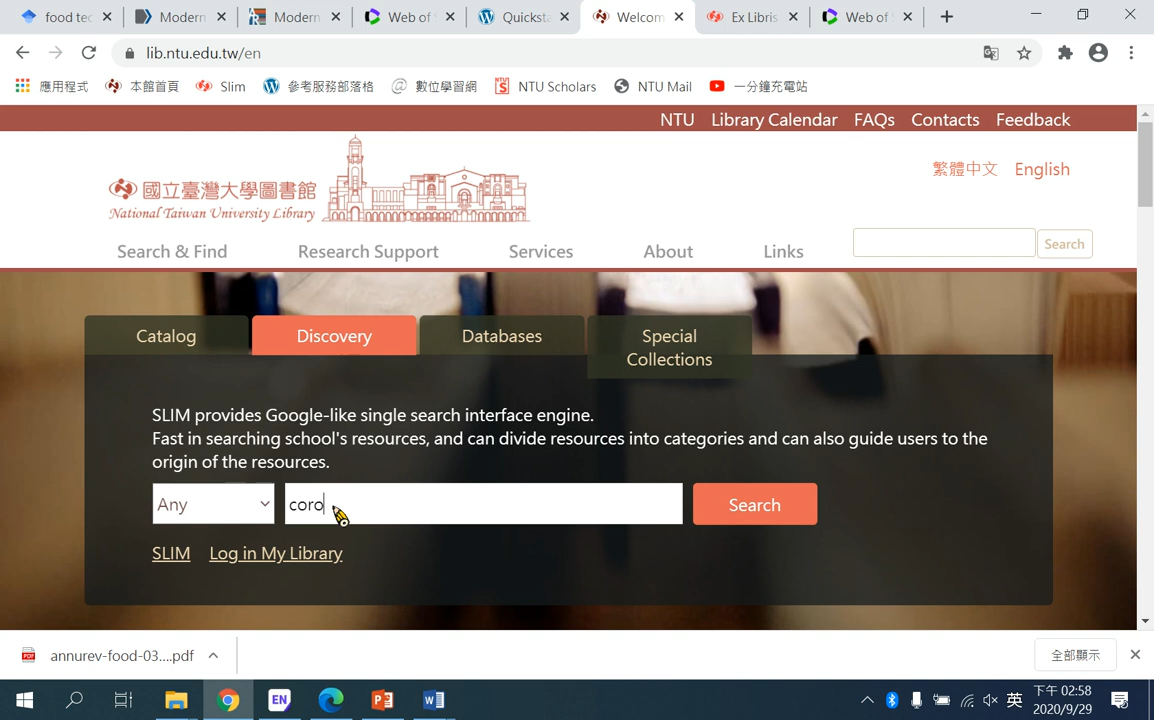 food tec
Modern
Modern
Web of S
Quicksta
Welcom
Ex Libris
Web of S
lib.ntu.edu.tw/en
應用程式
本館首頁
Slim
參考服務部落格
數位學習網
NTU Scholars
NTU Mail
一分鐘充電站
NTU
Library Calendar
FAQs
Contacts
Feedback
國立臺灣大學圖書館
National Taiwan University Library
繁體中文
English
Search & Find
Research Support
Services
About
Links
Search
Catalog
Discovery
Databases
Special
Collections
SLIM provides Google-like single search interface engine.
Fast in searching school's resources, and can divide resources into categories and can also guide users to the
origin of the resources.
Any
coro
Search
SLIM
Log in My Library
annurev-food-03....pdf
全部顯示
EN
英
下午 02:58
2020/9/29